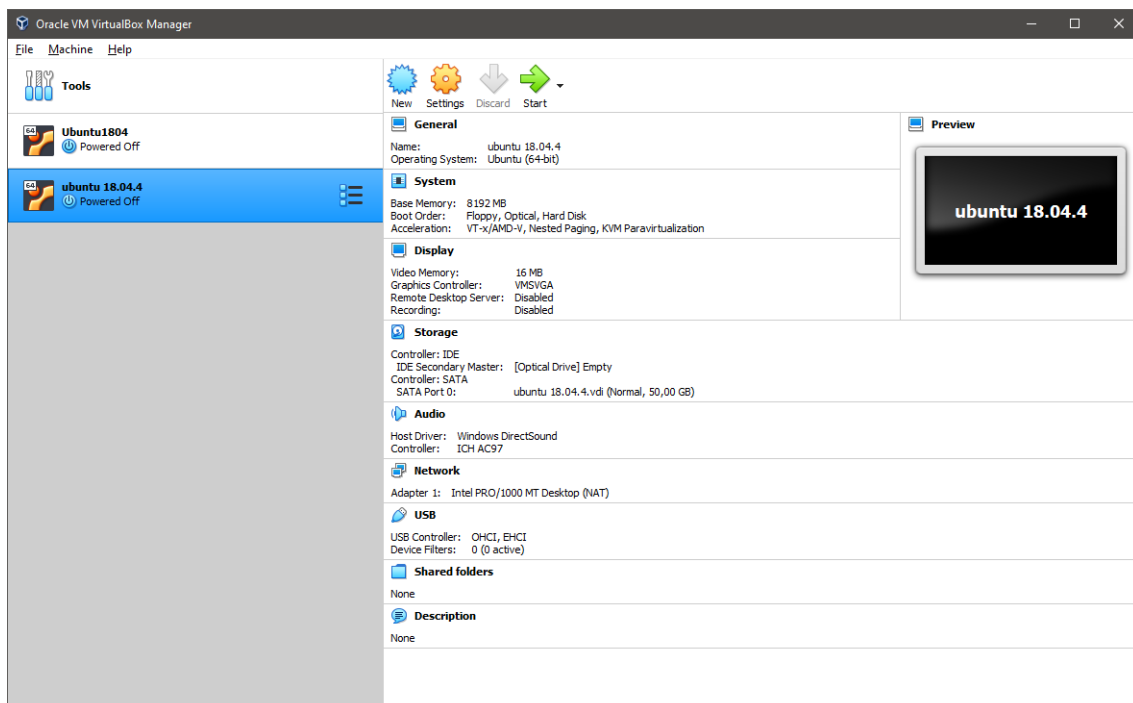 Oracle VM VirtualBox Manager
File Machine Help
Tools
New Settings Discard Start
64
Ubuntu1804
Powered Off
64
ubuntu 18.04.4
Powered Off
General
Name: ubuntu 18.04.4
Operating System: Ubuntu (64-bit)
Preview
ubuntu 18.04.4
System
Base Memory: 8192 MB
Boot Order: Floppy, Optical, Hard Disk
Acceleration: VT-x/AMD-V, Nested Paging, KVM Paravirtualization
Display
Video Memory: 16 MB
Graphics Controller: VMSVGA
Remote Desktop Server: Disabled
Recording: Disabled
Storage
Controller: IDE
IDE Secondary Master: [Optical Drive] Empty
Controller: SATA
SATA Port 0: ubuntu 18.04.4.vdi (Normal, 50,00 GB)
Audio
Host Driver: Windows DirectSound
Controller: ICH AC97
Network
Adapter 1: Intel PRO/1000 MT Desktop (NAT)
USB
USB Controller: OHCI, EHCI
Device Filters: 0 (0 active)
Shared folders
None
Description
None